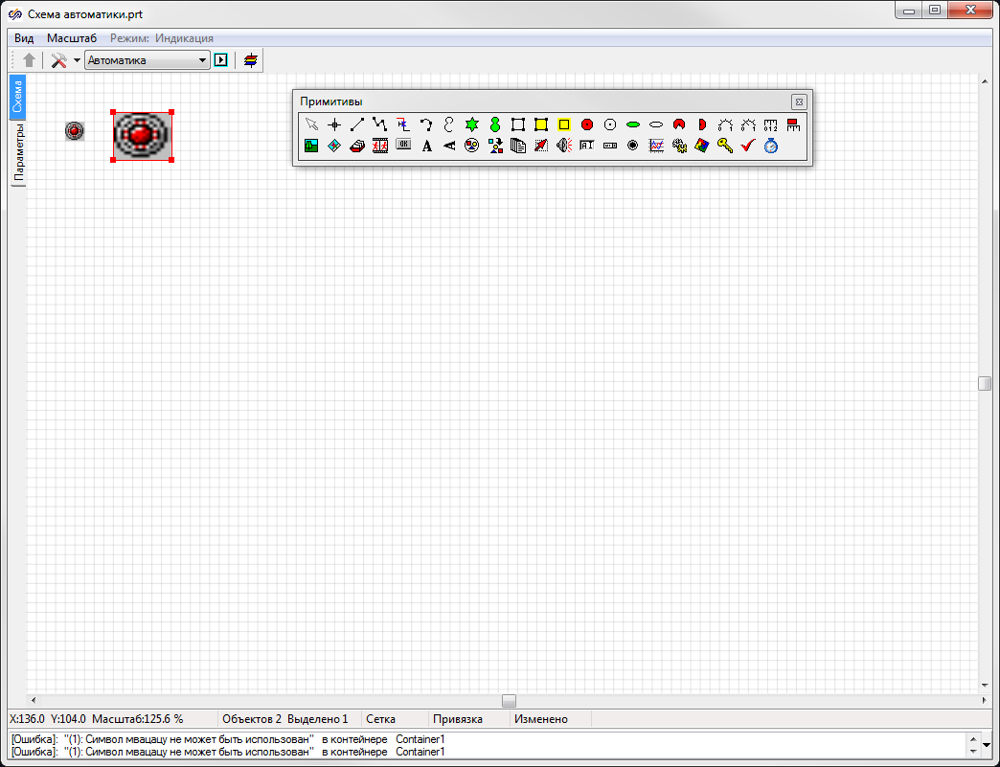 Схема автоматики.prt
Вид Масштаб Режим: Индикация
Автоматика
Схема
Параметры
Примитивы
OK A
X:136.0 Y:104.0 Масштаб:125.6 % Объектов 2 Выделено 1 Сетка Привязка Изменено
[Ошибка]: "(1): Символ мвацацу не может быть использован" в контейнере Container1
[Ошибка]: "(1): Символ мвацацу не может быть использован" в контейнере Container1